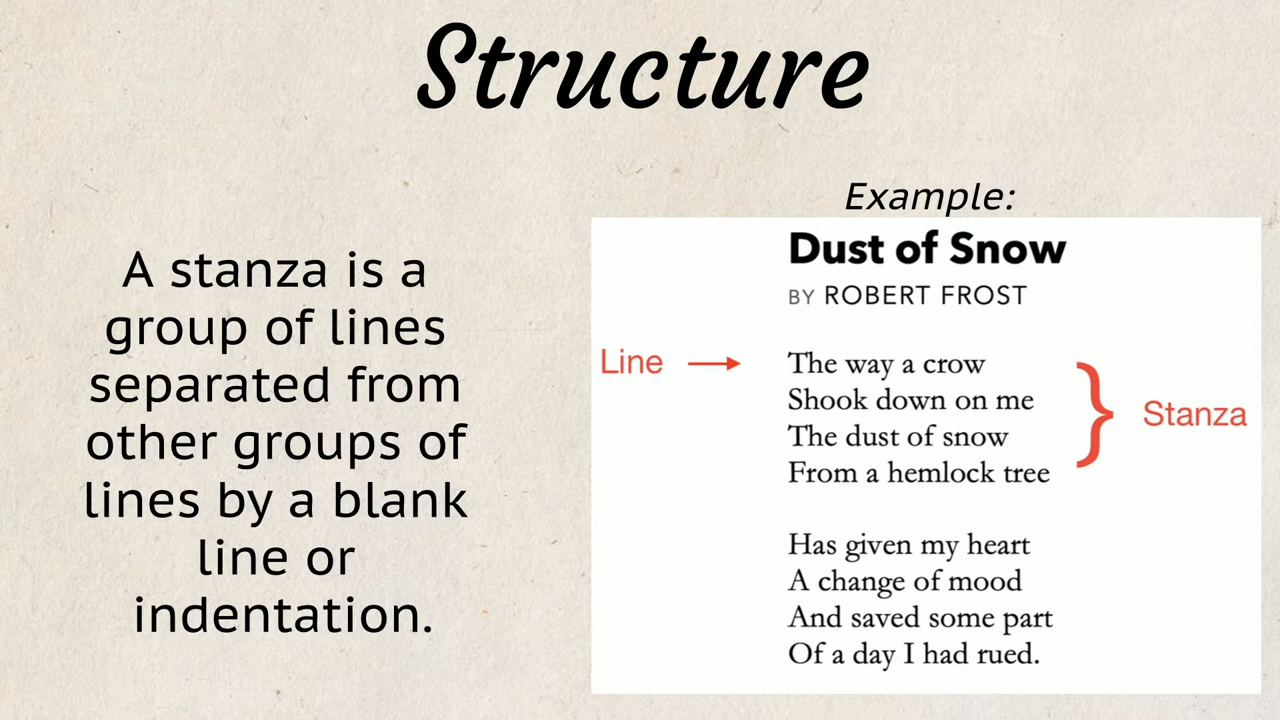 Structure
A stanza is a
group of lines
separated from
other groups of
lines by a blank
line or
indentation.
Example:
Dust of Snow
BY ROBERT FROST
Line
The way a crow
Shook down on me
The dust of snow
From a hemlock tree
Stanza
Has given my heart
A change of mood
And saved some part
Of a day I had rued.